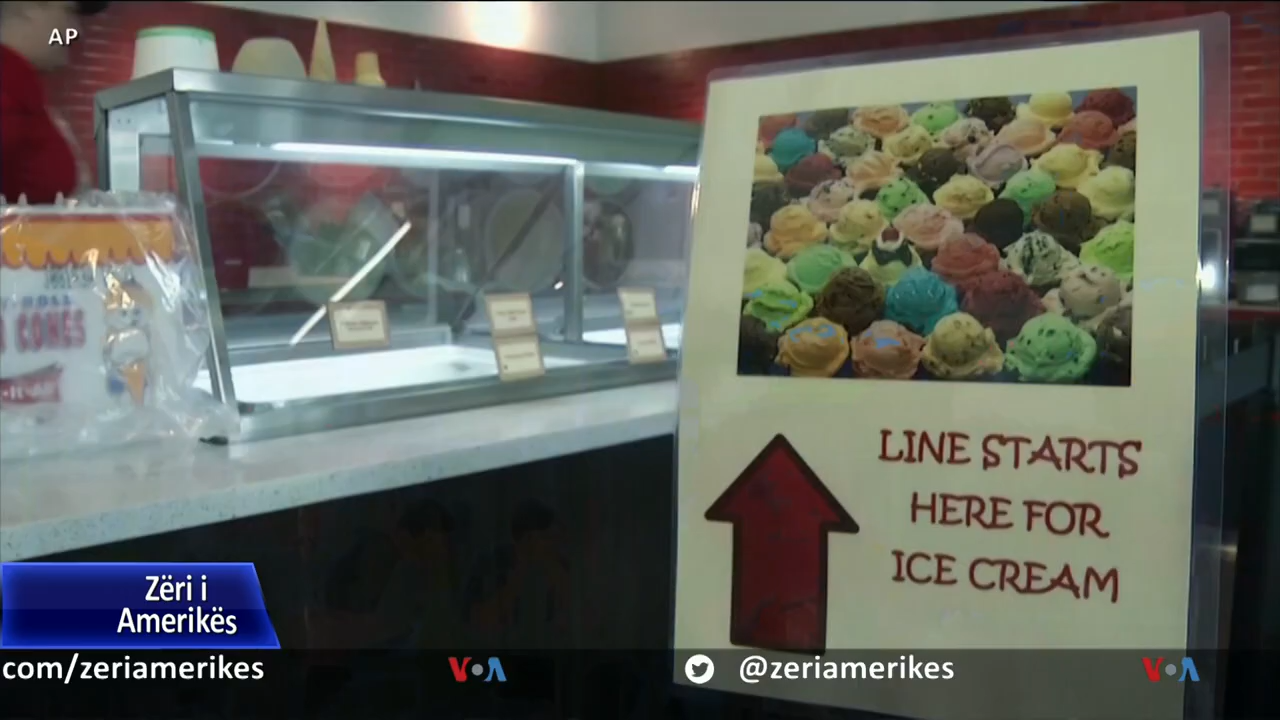 AP
CONES
LINE STARTS
HERE FOR
ICE CREAM
Zëri i
Amerikës
com/zeriamerikes
VOA
@zeriamerikes
VOA